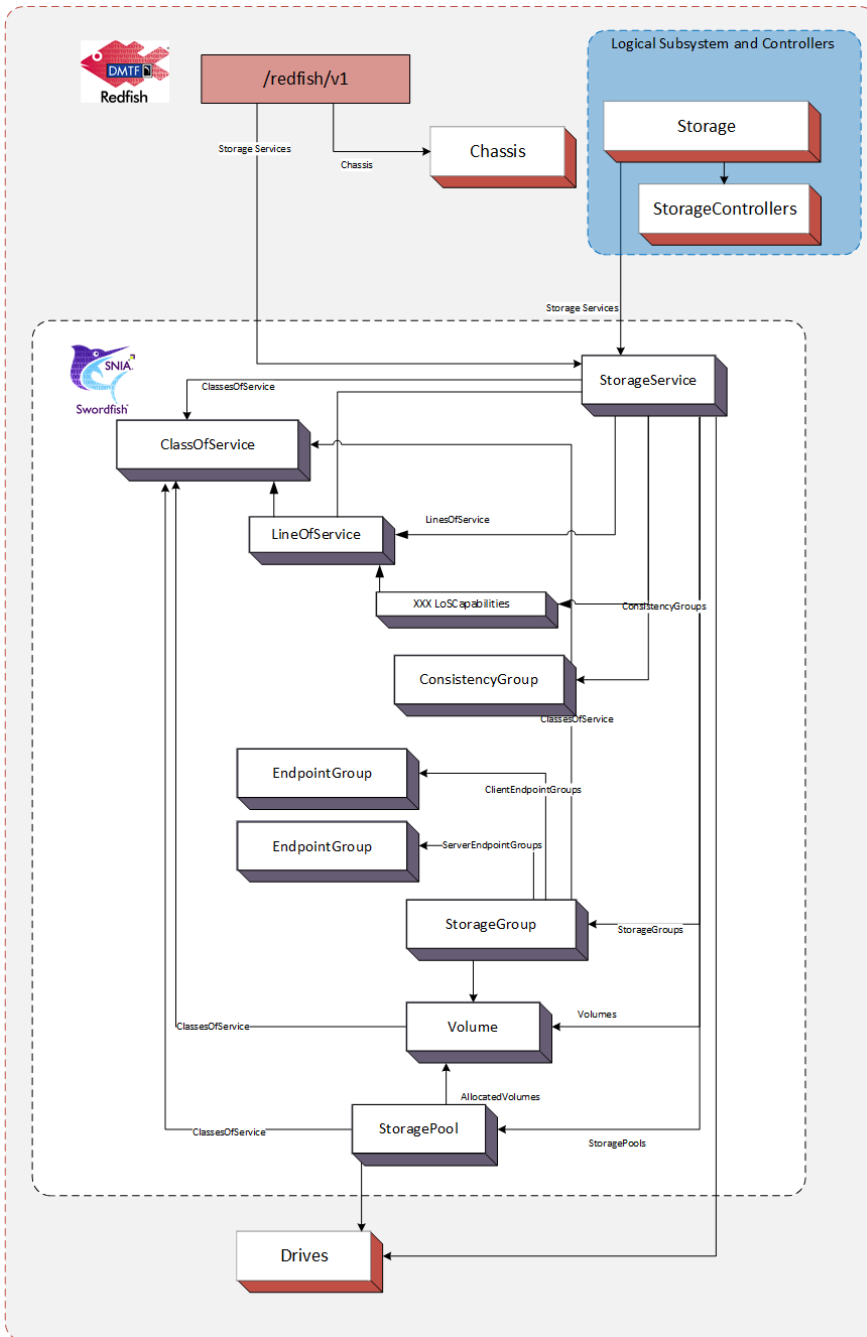 Logical Subsystem and Controllers
DMTF
Redfish
/redfish/v1
Storage
Storage Services
Chassis
Chassis
StorageControllers
Storage Services
SNIA
Swordfish
StorageService
ClassesOfService
ClassOfService
LinesOfService
LineOfService
XXX LoSCapabilities
ConsistencyGroups
ConsistencyGroup
ClassesOfService
EndpointGroup
ClientEndpointGroups
EndpointGroup
ServerEndpointGroups
StorageGroup
StorageGroups
Volumes
ClassesOfService
Volume
AllocatedVolumes
ClassesOfService
StoragePool
StoragePools
Drives